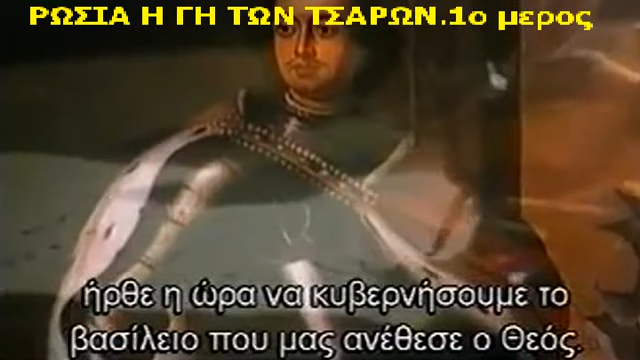 ΡΩΣΙΑ Η ΓΗ ΤΩΝ ΤΣΑΡΩΝ.1ο μερος
ήρθε η ώρα να κυβερνήσουμε το
βασίλειο που μας ανέθεσε ο Θεός.